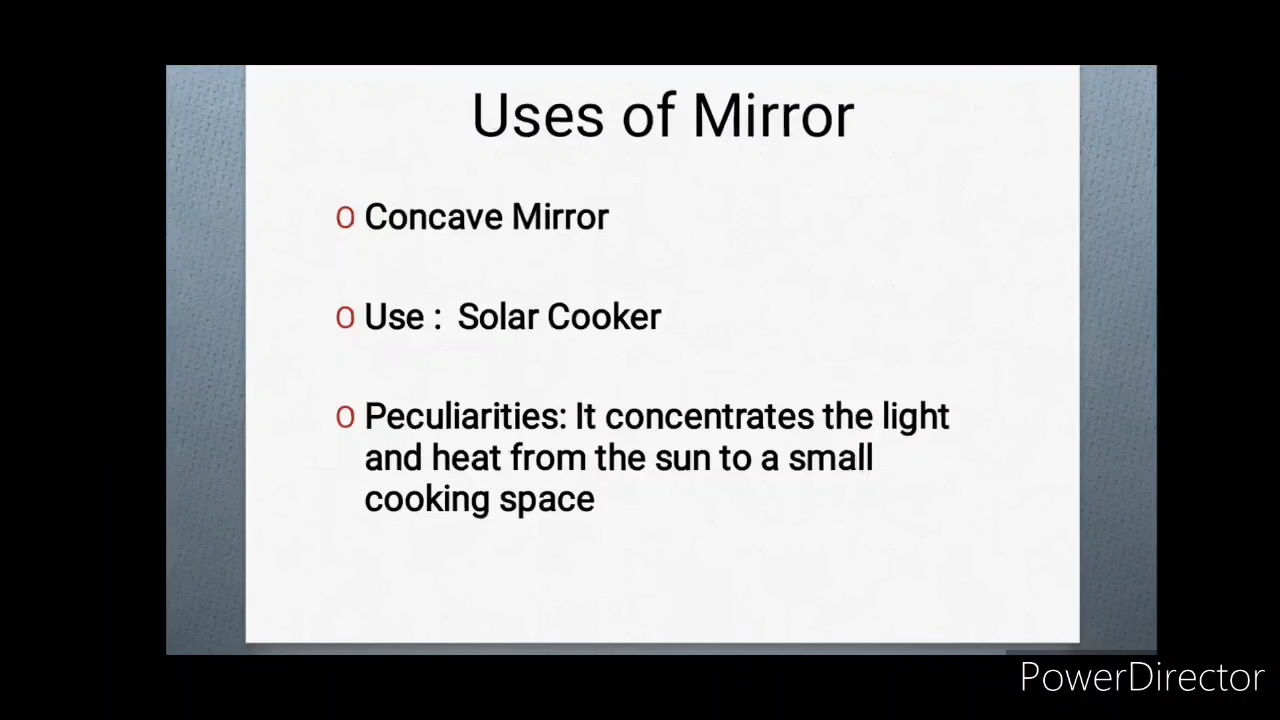 Uses of Mirror
O Concave Mirror
O Use : Solar Cooker
O Peculiarities: It concentrates the light
and heat from the sun to a small
cooking space
PowerDirector